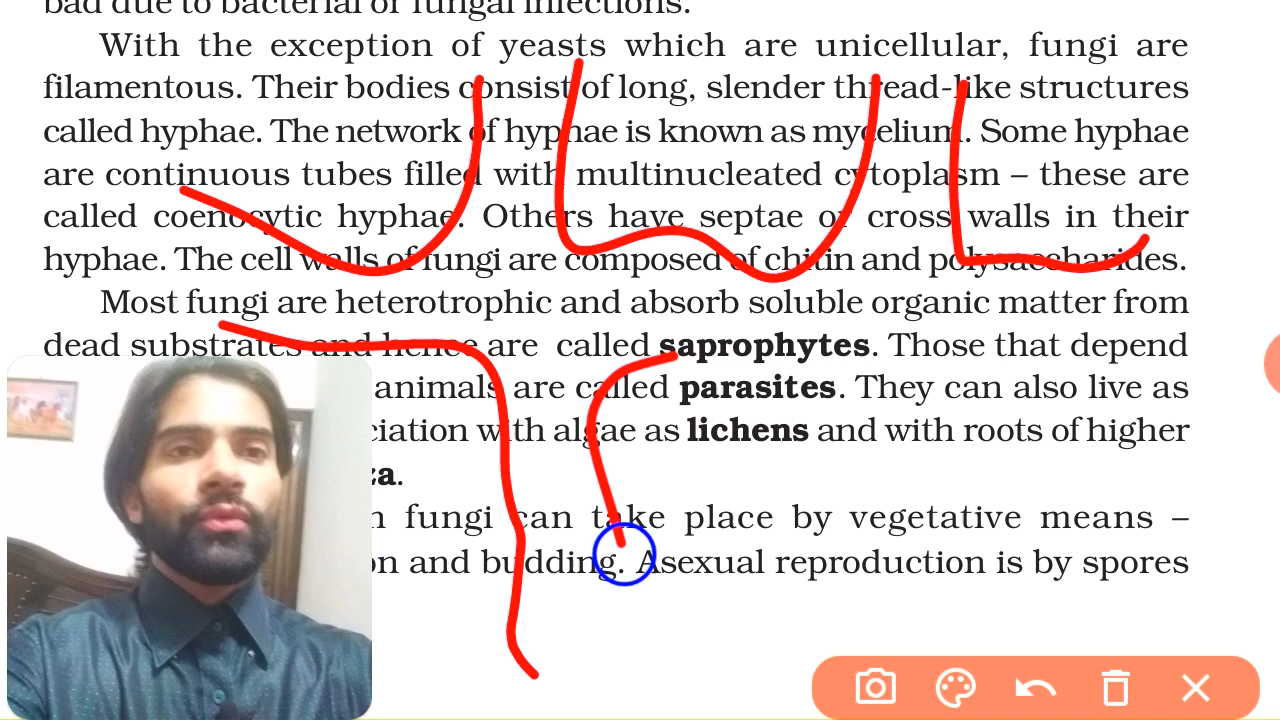 bad due to bacterial or fungal infections.
With the exception of yeasts which are unicellular, fungi are
filamentous. Their bodies consist of long, slender thread-like structures
called hyphae. The network of hyphae is known as mycelium. Some hyphae
are continuous tubes filled with multinucleated cytoplasm – these are
called coenocytic hyphae. Others have septae or cross walls in their
hyphae. The cell walls of fungi are composed of chitin and polysaccharides.
Most fungi are heterotrophic and absorb soluble organic matter from
dead substrates and hence are called saprophytes. Those that depend
animals are called parasites. They can also live as
ciation with algae as lichens and with roots of higher
za.
n fungi can take place by vegetative means –
on and budding. Asexual reproduction is by spores